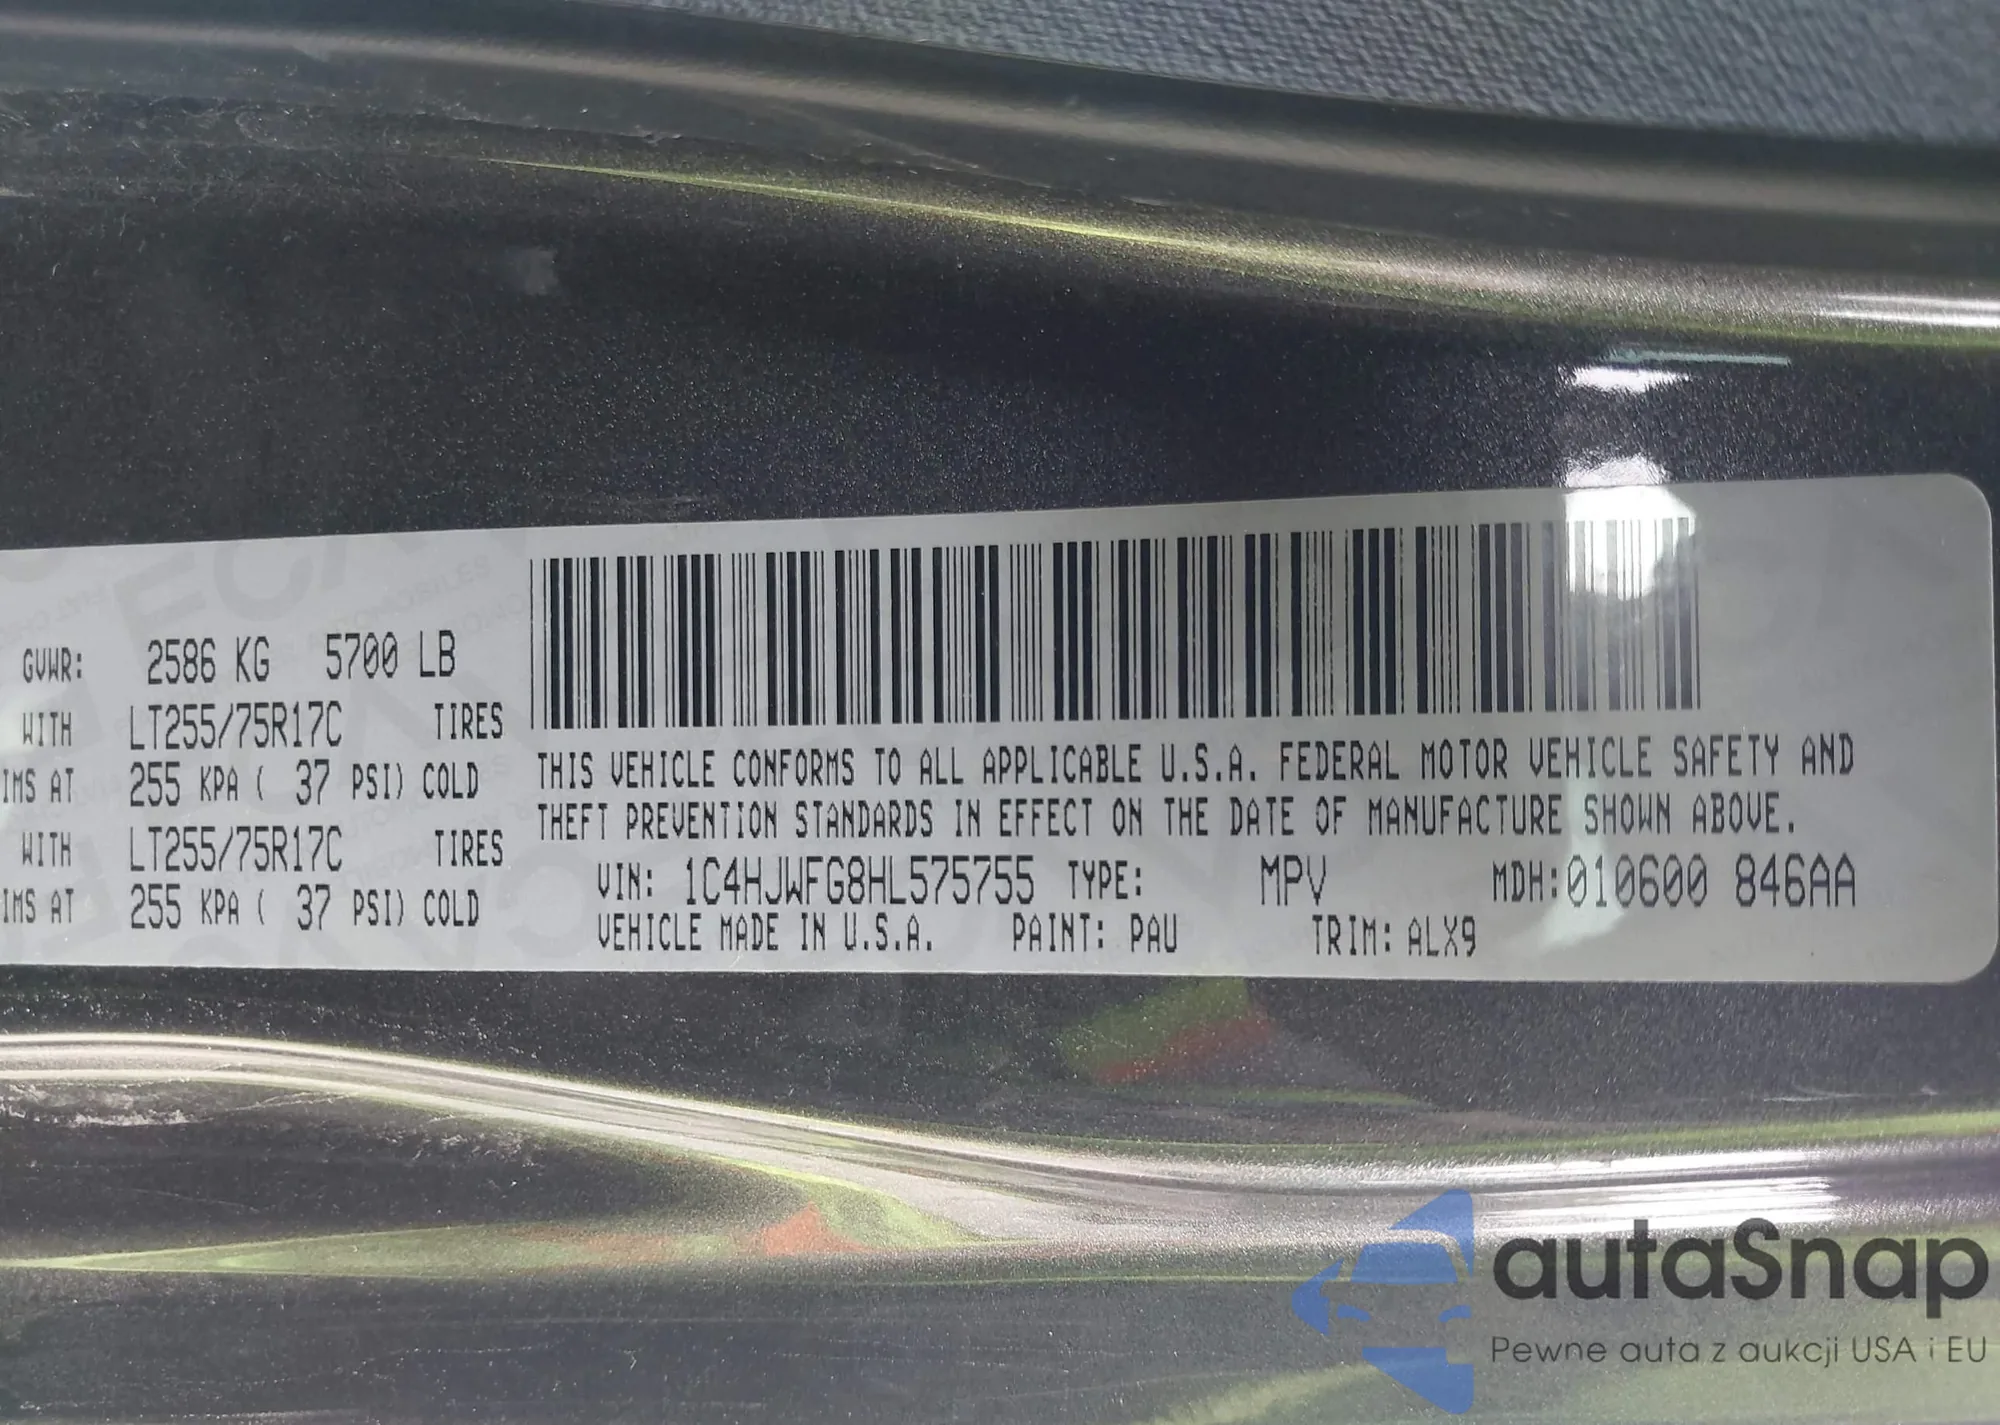 GVWR: 2586 KG 5700 LB
WITH LT255/75R17C TIRES
IMS AT 255 KPA ( 37 PSI) COLD
WITH LT255/75R17C TIRES
IMS AT 255 KPA ( 37 PSI) COLD
THIS VEHICLE CONFORMS TO ALL APPLICABLE U.S.A. FEDERAL MOTOR VEHICLE SAFETY AND
THEFT PREVENTION STANDARDS IN EFFECT ON THE DATE OF MANUFACTURE SHOWN ABOVE.
VIN: 1C4HJWFG8HL575755 TYPE: MPV MDH:010600 846AA
VEHICLE MADE IN U.S.A. PAINT: PAU TRIM: ALX9
autaSnap
Pewne auta z aukcji USA i EU